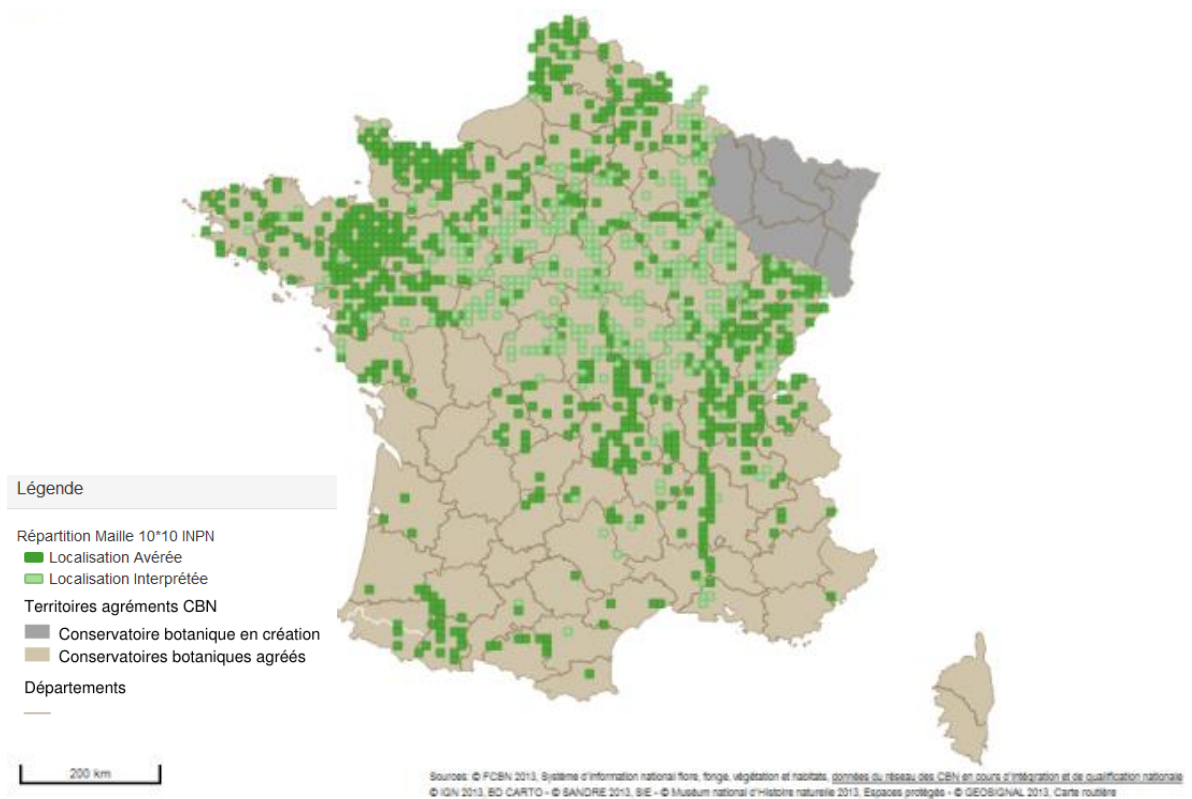 Légende
Répartition Maille 10*10 INPN
Localisation Avérée
Localisation Interprétée
Territoires agréments CBN
Conservatoire botanique en création
Conservatoires botaniques agréés
Départements
200 km
Sources: © FCBN 2013, Système d'information national flore, fonge, végétation et habitats, données du réseau des CBN en cours d'intégration et de qualification nationale
© IGN 2013, BD CARTO - © SANDRE 2013, SIE - © Muséum national d'Histoire naturelle 2013, Espaces protégés - © GEOSIGNAL 2013, Carte routière